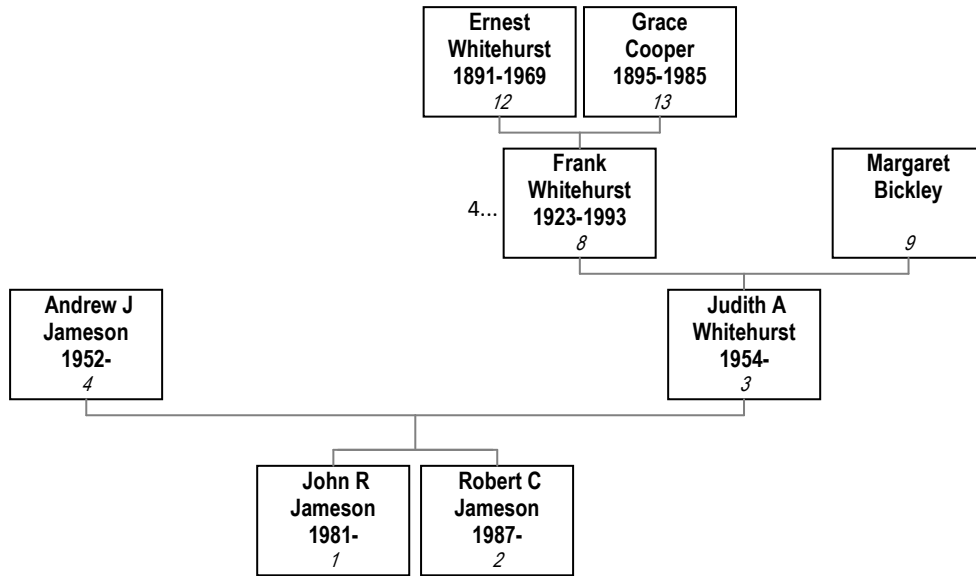 Ernest
Whitehurst
1891-1969
12
Grace
Cooper
1895-1985
13
4...
Frank
Whitehurst
1923-1993
8
Margaret
Bickley
9
Andrew J
Jameson
1952-
4
Judith A
Whitehurst
1954-
3
John R
Jameson
1981-
1
Robert C
Jameson
1987-
2